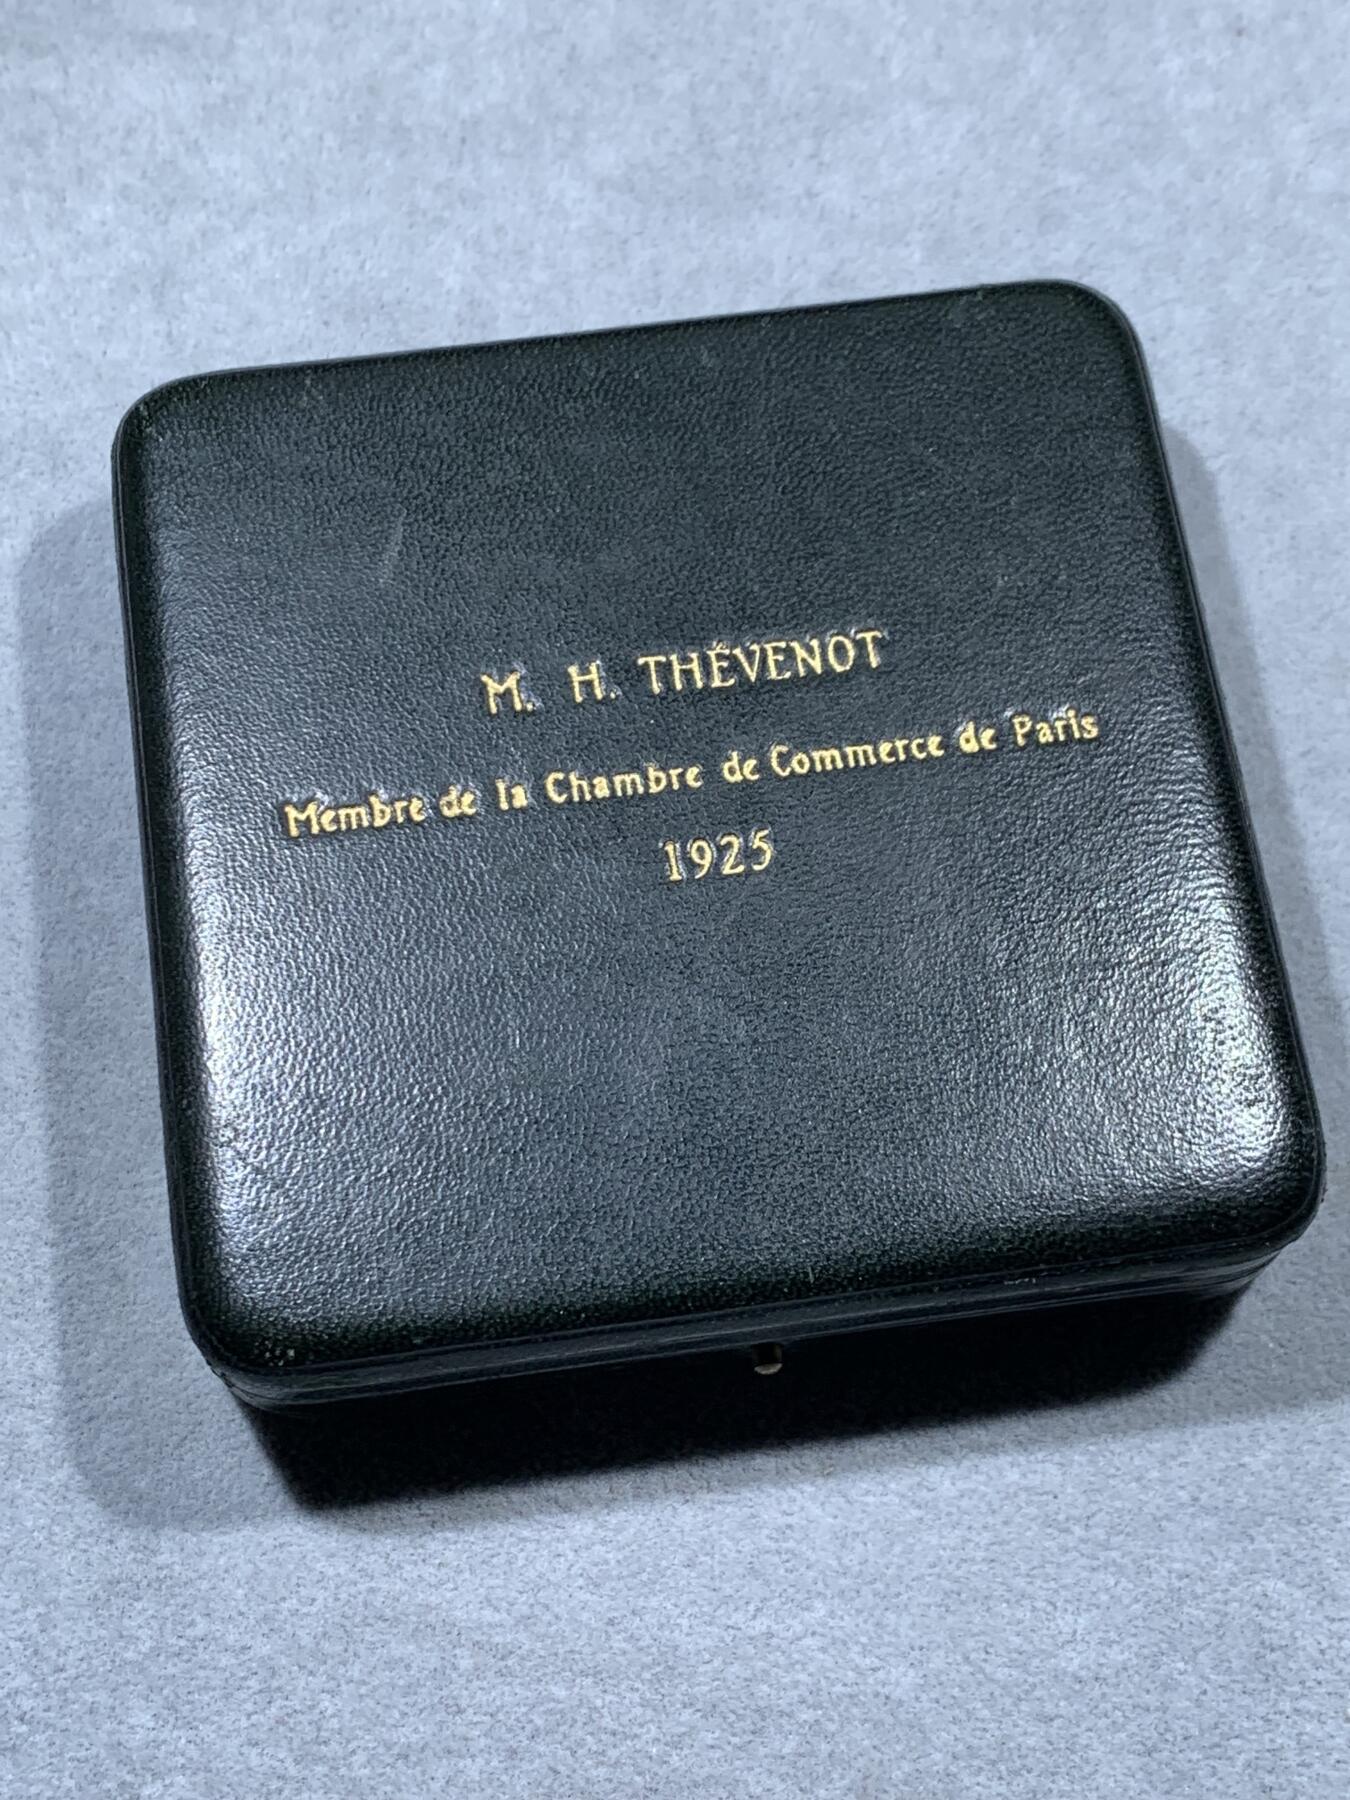 M. H. THÉVENOT
Membre de la Chambre de Commerce de Paris
1925